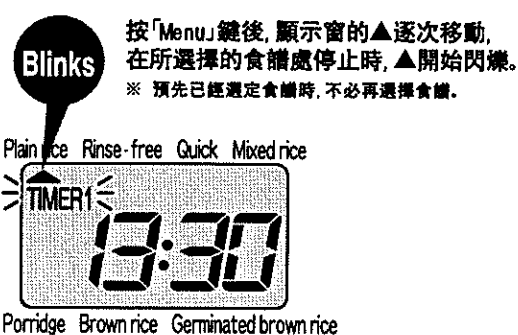 Blinks
按「Menu」鍵後, 顯示窗的▲逐次移動,
在所選擇的食譜處停止時, ▲開始閃爍。
※ 預先已經選定食譜時, 不必再選擇食譜。
Plain rice Rinse-free Quick Mixed rice
TIMER1
13:30
Porridge Brown rice Germinated brown rice